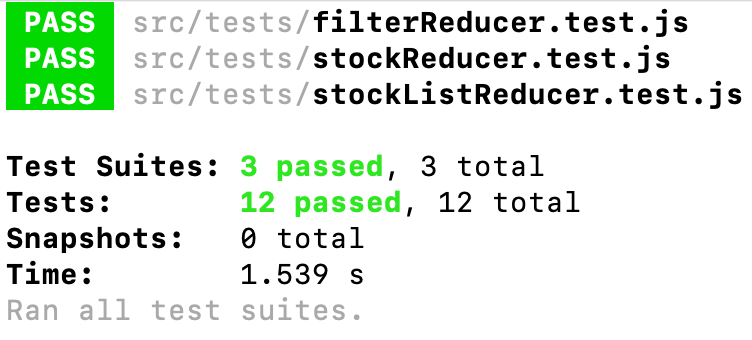 PASS src/tests/filterReducer.test.js
PASS src/tests/stockReducer.test.js
PASS src/tests/stockListReducer.test.js
Test Suites: 3 passed, 3 total
Tests: 12 passed, 12 total
Snapshots: 0 total
Time: 1.539 s
Ran all test suites.